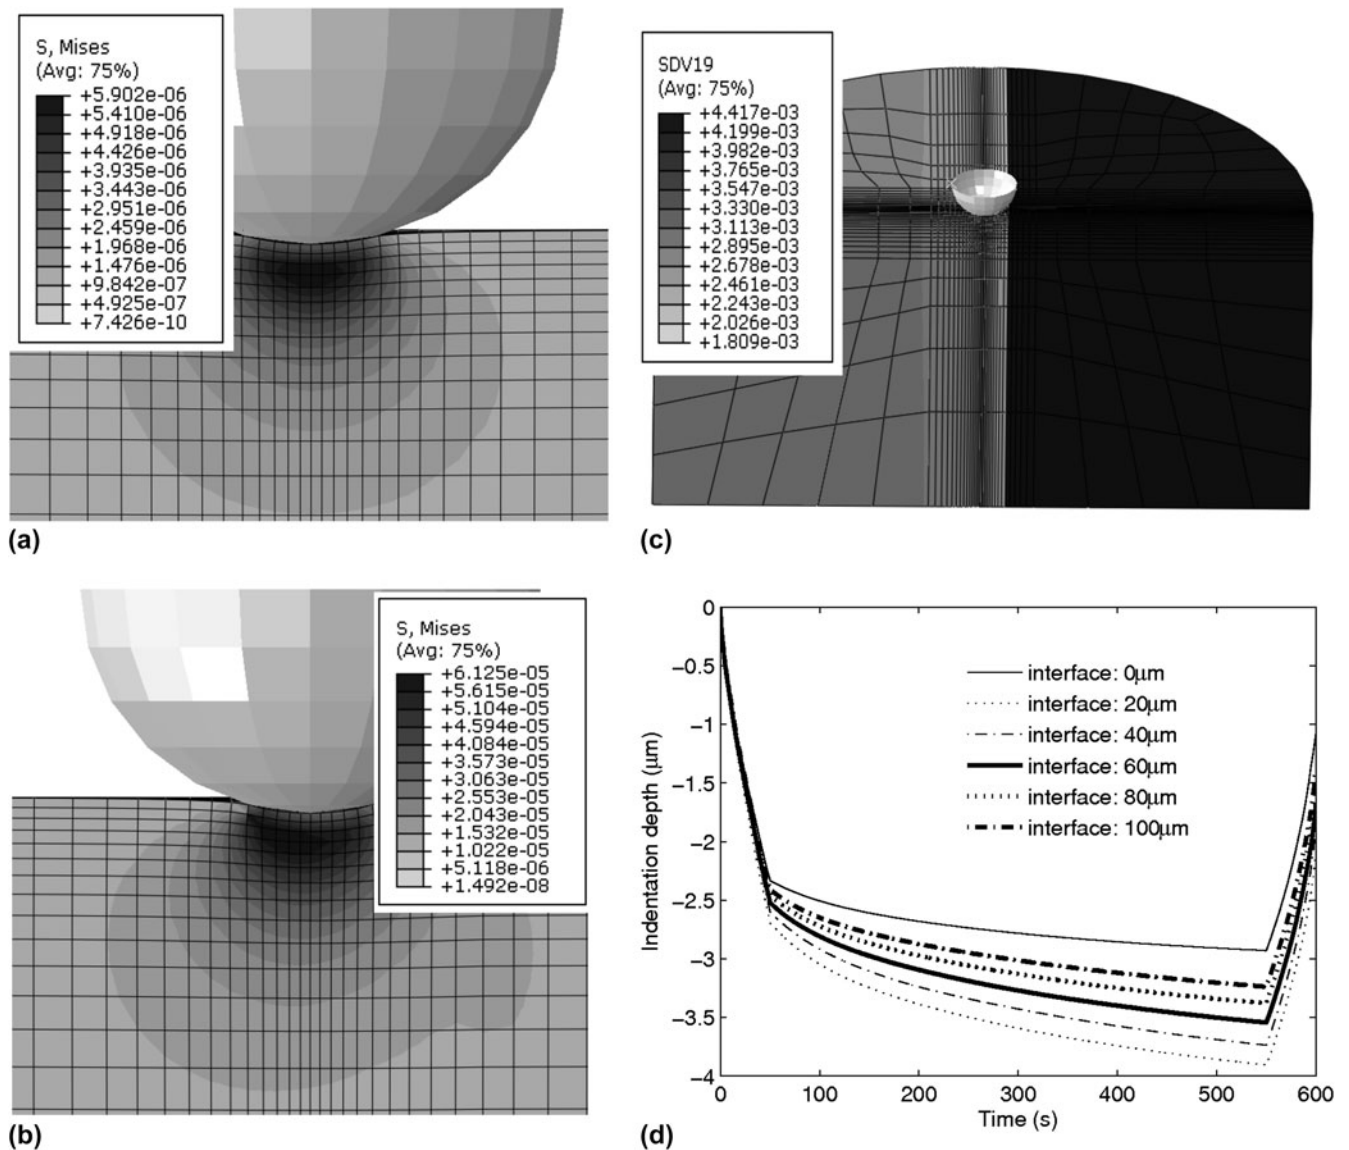 S, Mises
(Avg: 75%)
+5.902e-06
+5.410e-06
+4.918e-06
+4.426e-06
+3.935e-06
+3.443e-06
+2.951e-06
+2.459e-06
+1.968e-06
+1.476e-06
+9.842e-07
+4.925e-07
+7.426e-10
(a)
SDV19
(Avg: 75%)
+4.417e-03
+4.199e-03
+3.982e-03
+3.765e-03
+3.547e-03
+3.330e-03
+3.113e-03
+2.895e-03
+2.678e-03
+2.461e-03
+2.243e-03
+2.026e-03
+1.809e-03
(c)
S, Mises
(Avg: 75%)
+6.125e-05
+5.615e-05
+5.104e-05
+4.594e-05
+4.084e-05
+3.573e-05
+3.063e-05
+2.553e-05
+2.043e-05
+1.532e-05
+1.022e-05
+5.118e-06
+1.492e-08
(b)
0
−0.5
−1
−1.5
−2
−2.5
−3
−3.5
−4
Indentation depth (μm)
interface: 0μm
interface: 20μm
interface: 40μm
interface: 60μm
interface: 80μm
interface: 100μm
0 100 200 300 400 500 600
Time (s)
(d)